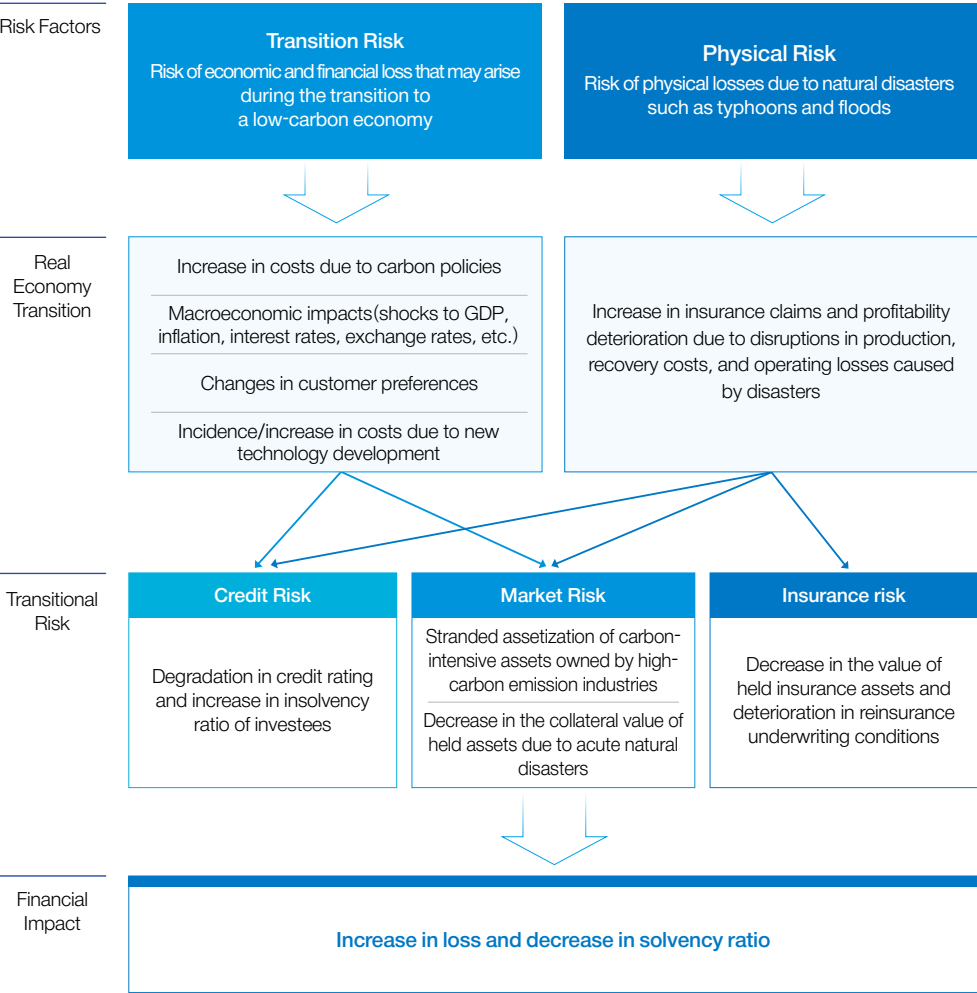 Risk Factors
Transition Risk
Risk of economic and financial loss that may arise
during the transition to
a low-carbon economy
Physical Risk
Risk of physical losses due to natural disasters
such as typhoons and floods
Real
Economy
Transition
Increase in costs due to carbon policies
Macroeconomic impacts(shocks to GDP,
inflation, interest rates, exchange rates, etc.)
Changes in customer preferences
Incidence/increase in costs due to new
technology development
Increase in insurance claims and profitability
deterioration due to disruptions in production,
recovery costs, and operating losses caused
by disasters
Transitional
Risk
Credit Risk
Degradation in credit rating
and increase in insolvency
ratio of investees
Market Risk
Stranded assetization of carbon-
intensive assets owned by high-
carbon emission industries
Decrease in the collateral value of
held assets due to acute natural
disasters
Insurance risk
Decrease in the value of
held insurance assets and
deterioration in reinsurance
underwriting conditions
Financial
Impact
Increase in loss and decrease in solvency ratio